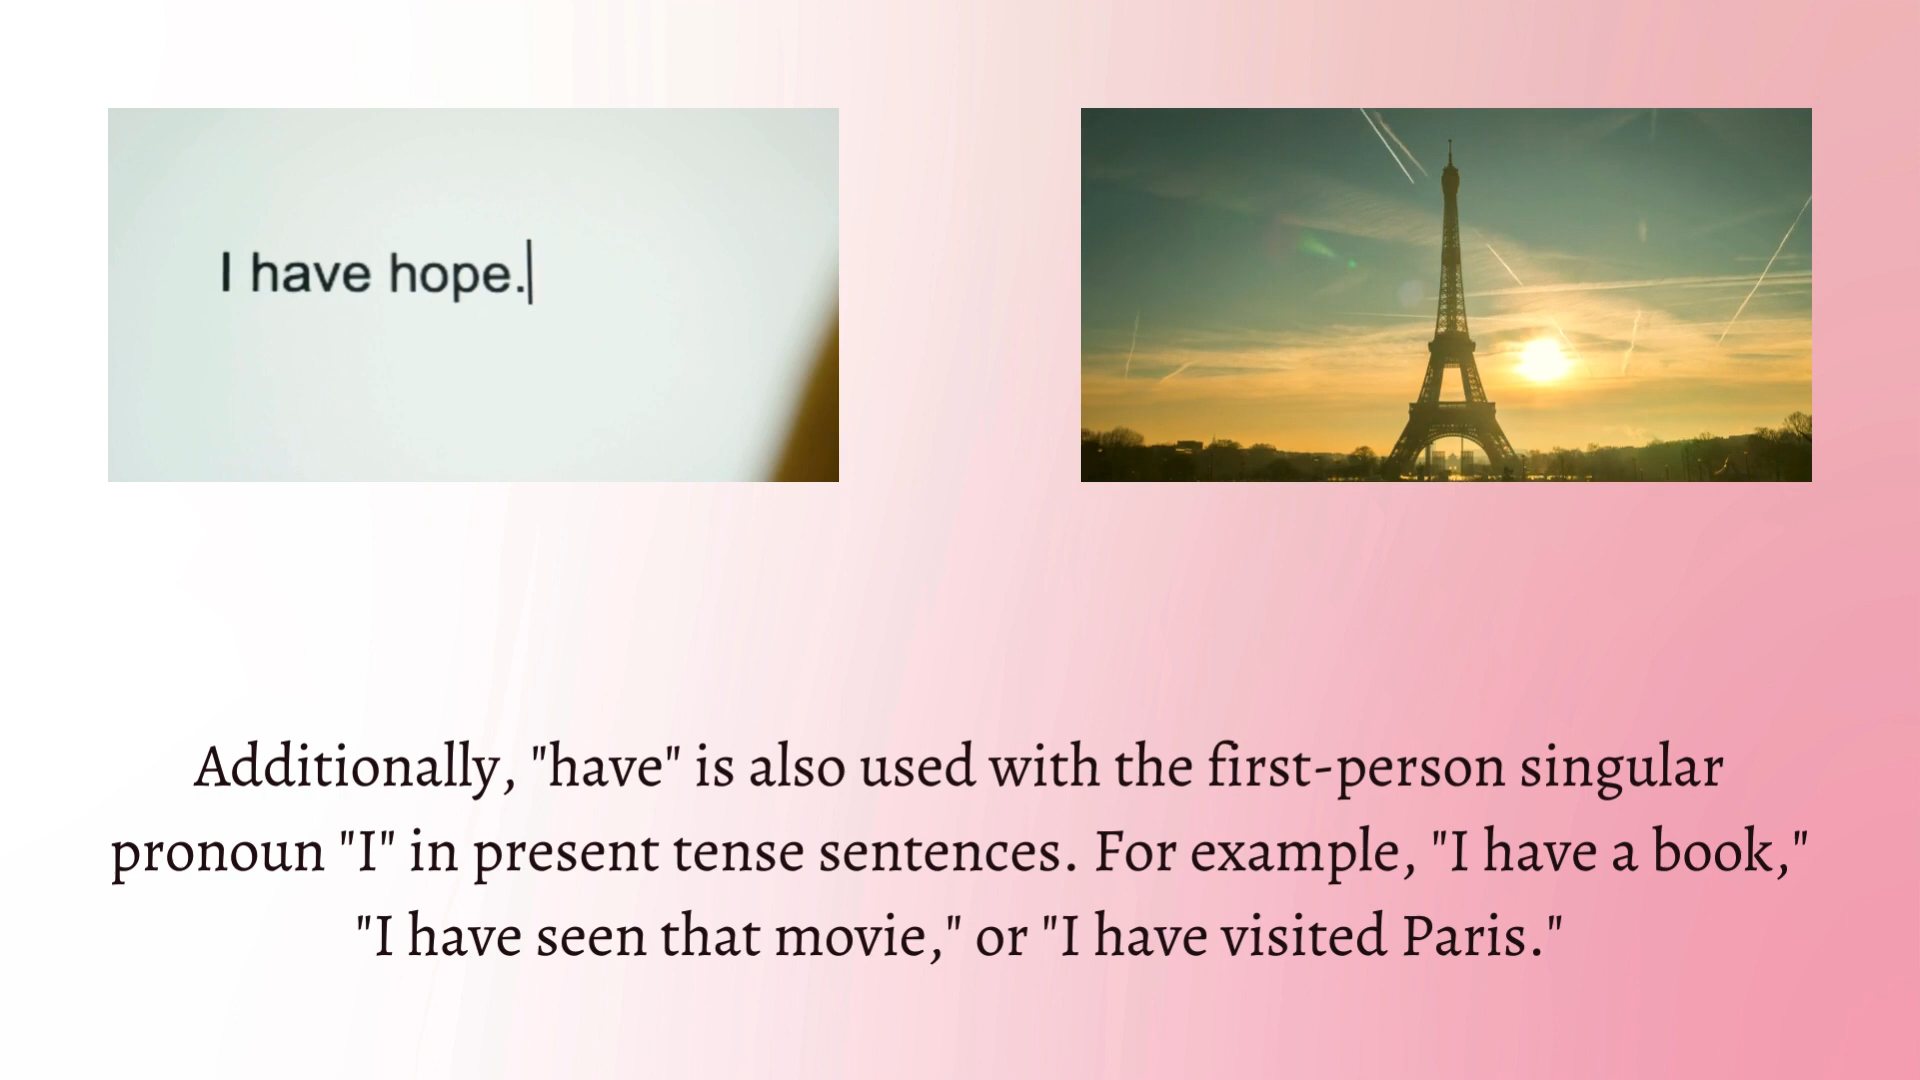 I have hope.
Additionally, "have" is also used with the first-person singular
pronoun "I" in present tense sentences. For example, "I have a book,"
"I have seen that movie," or "I have visited Paris."